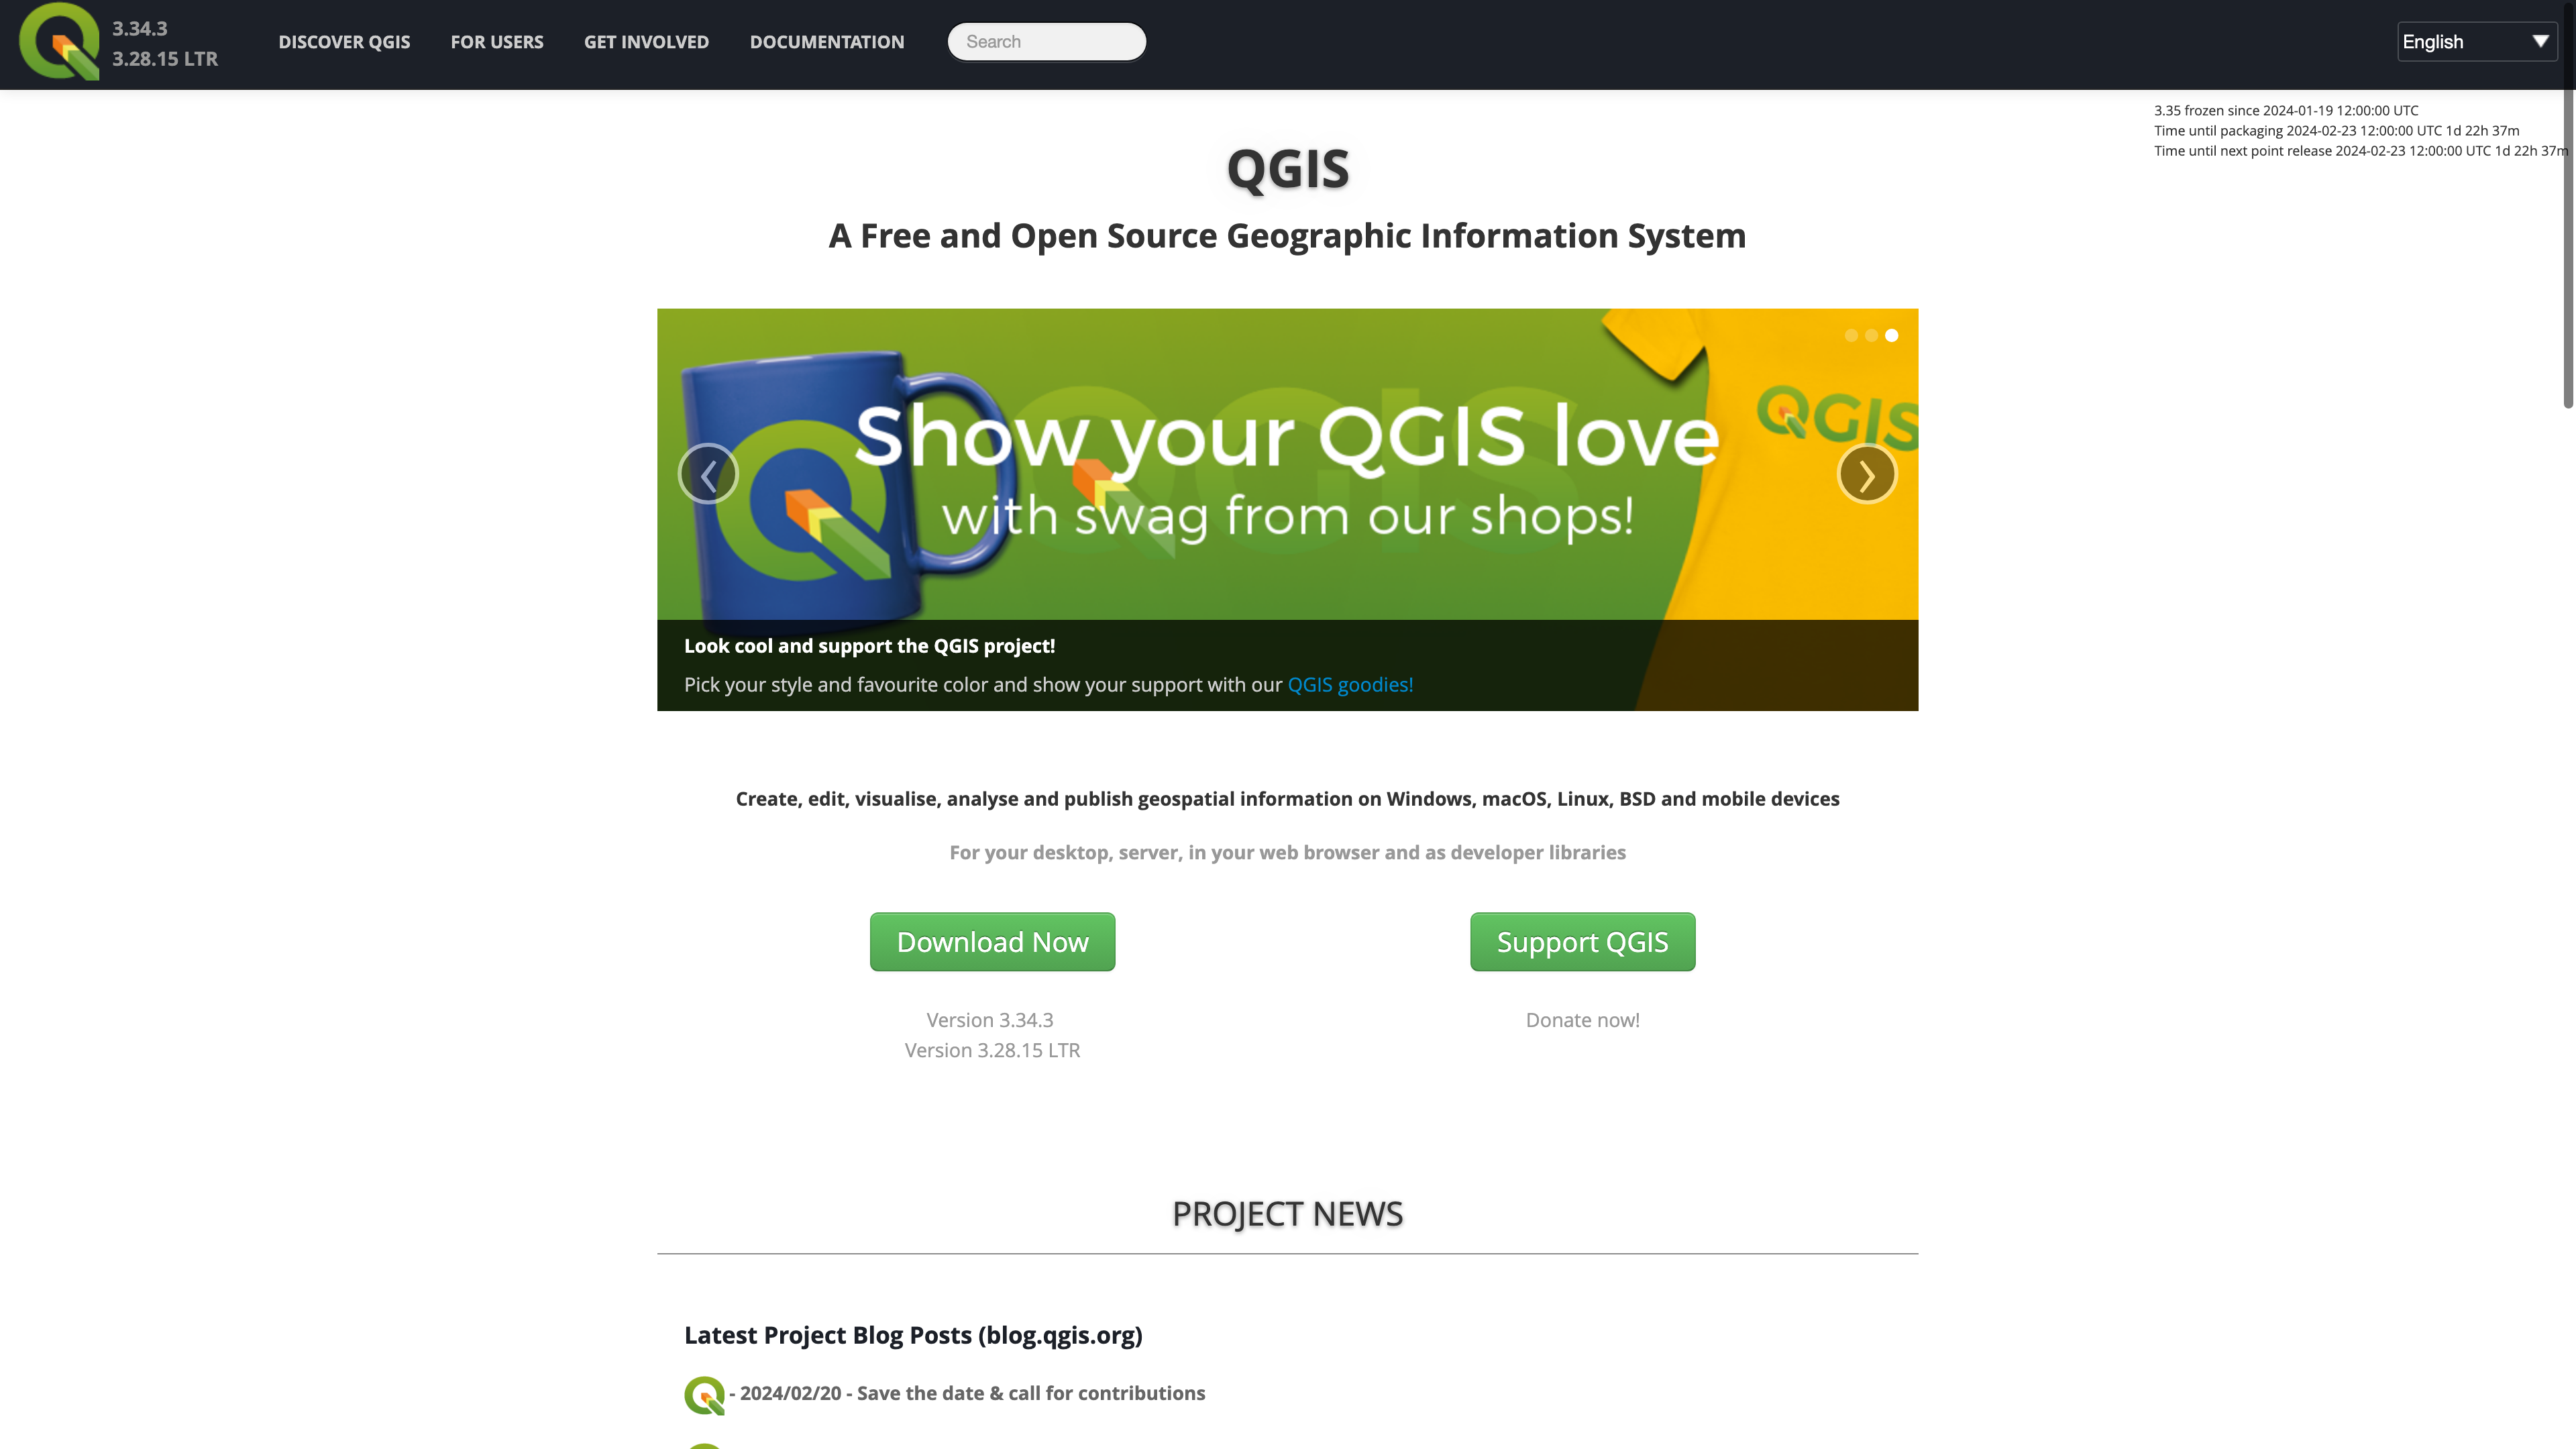 3.34.3
3.28.15 LTR
DISCOVER QGIS
FOR USERS
GET INVOLVED
DOCUMENTATION
Search
English
3.35 frozen since 2024-01-19 12:00:00 UTC
Time until packaging 2024-02-23 12:00:00 UTC 1d 22h 37m
Time until next point release 2024-02-23 12:00:00 UTC 1d 22h 37m
QGIS
A Free and Open Source Geographic Information System
QGIS
Show your QGIS love
with swag from our shops!
QGIS
Look cool and support the QGIS project!
Pick your style and favourite color and show your support with our QGIS goodies!
Create, edit, visualise, analyse and publish geospatial information on Windows, macOS, Linux, BSD and mobile devices
For your desktop, server, in your web browser and as developer libraries
Download Now
Support QGIS
Version 3.34.3
Version 3.28.15 LTR
Donate now!
PROJECT NEWS
Latest Project Blog Posts (blog.qgis.org)
- 2024/02/20 - Save the date & call for contributions